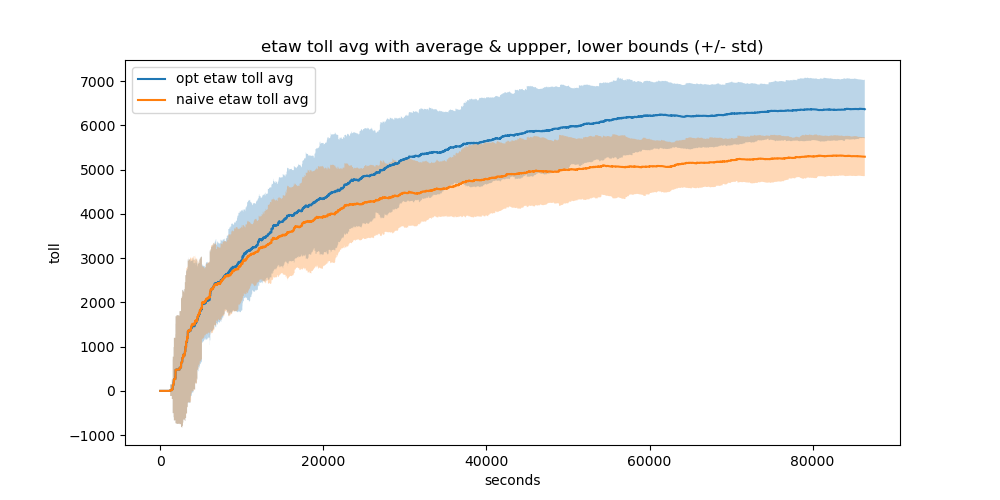 etaw toll avg with average & uppper, lower bounds (+/- std)
opt etaw toll avg
naive etaw toll avg
7000
6000
5000
4000
3000
2000
1000
0
−1000
toll
0 20000 40000 60000 80000
seconds